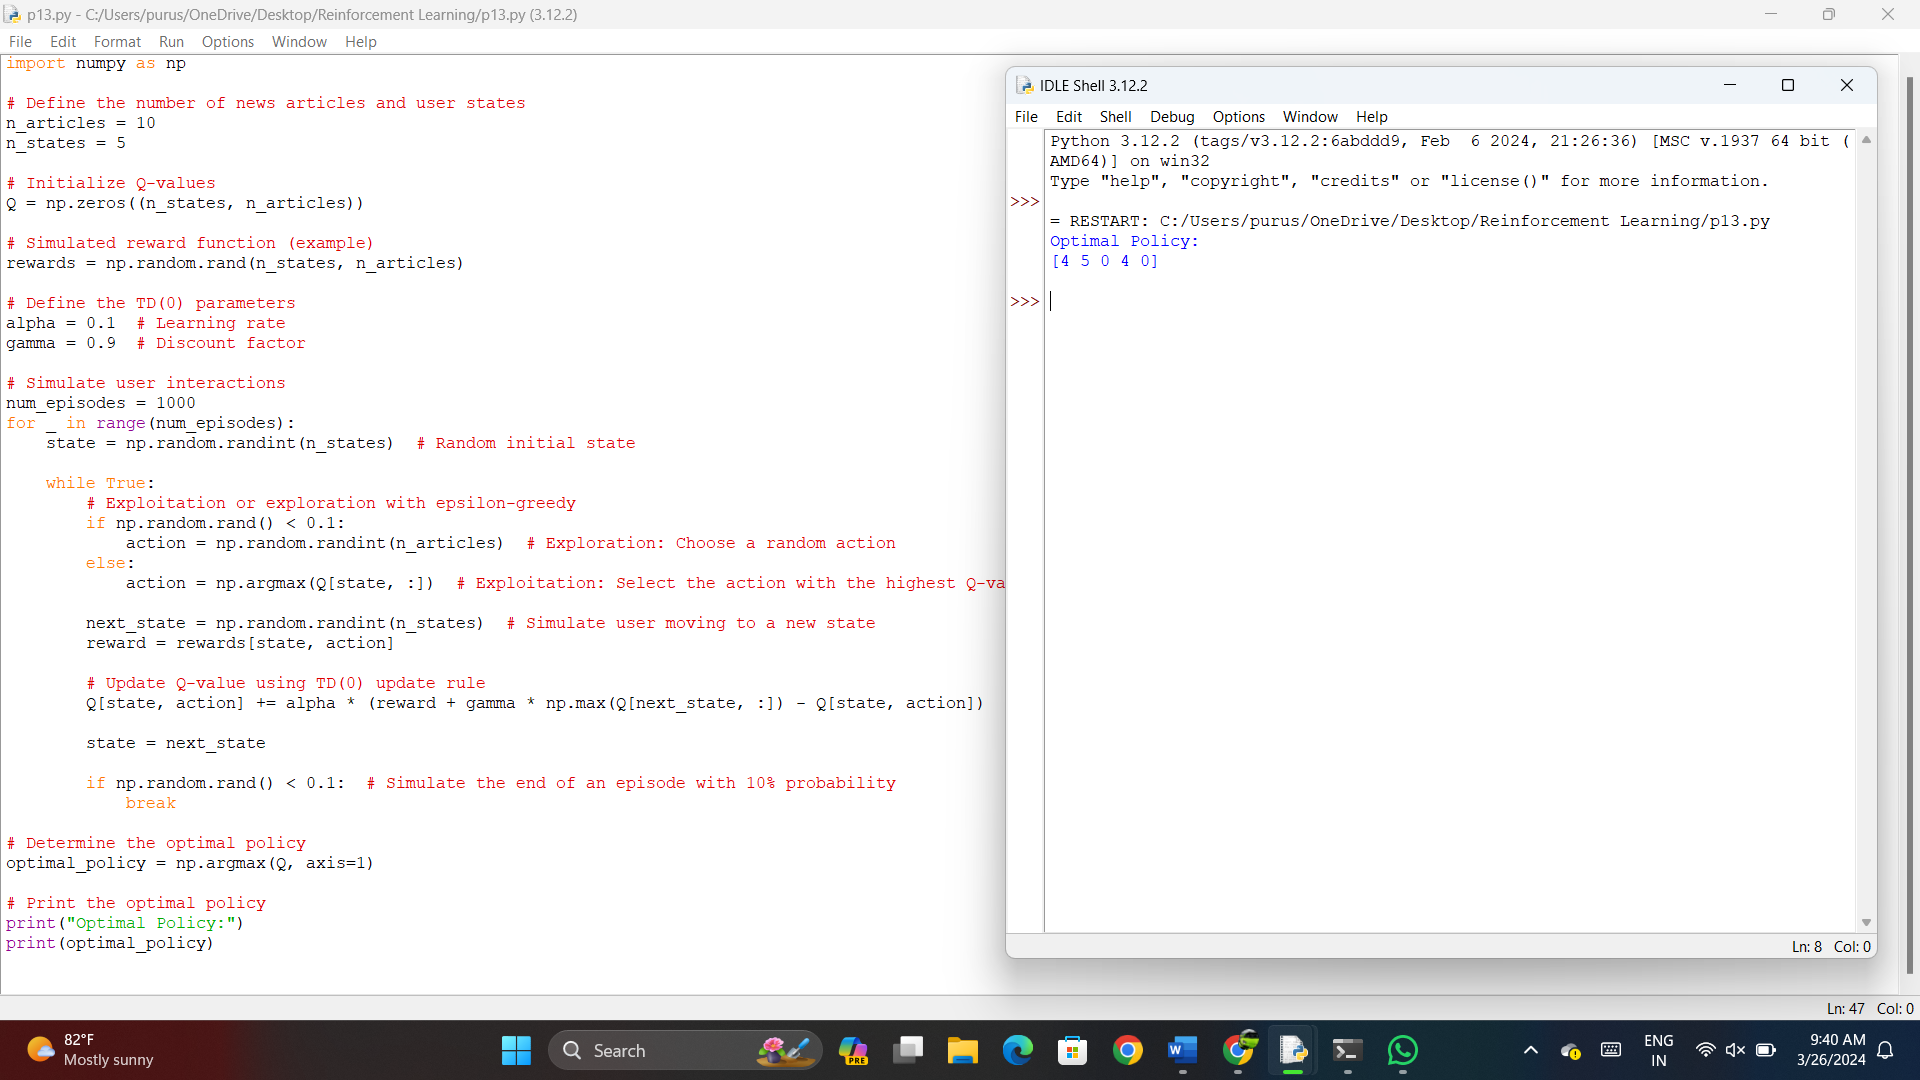 p13.py - C:/Users/purus/OneDrive/Desktop/Reinforcement Learning/p13.py (3.12.2)
File Edit Format Run Options Window Help
import numpy as np

# Define the number of news articles and user states
n_articles = 10
n_states = 5

# Initialize Q-values
Q = np.zeros((n_states, n_articles))

# Simulated reward function (example)
rewards = np.random.rand(n_states, n_articles)

# Define the TD(0) parameters
alpha = 0.1  # Learning rate
gamma = 0.9  # Discount factor

# Simulate user interactions
num_episodes = 1000
for _ in range(num_episodes):
    state = np.random.randint(n_states)  # Random initial state

    while True:
        # Exploitation or exploration with epsilon-greedy
        if np.random.rand() < 0.1:
            action = np.random.randint(n_articles)  # Exploration: Choose a random action
        else:
            action = np.argmax(Q[state, :])  # Exploitation: Select the action with the highest Q-va

        next_state = np.random.randint(n_states)  # Simulate user moving to a new state
        reward = rewards[state, action]

        # Update Q-value using TD(0) update rule
        Q[state, action] += alpha * (reward + gamma * np.max(Q[next_state, :]) - Q[state, action])

        state = next_state

        if np.random.rand() < 0.1:  # Simulate the end of an episode with 10% probability
            break

# Determine the optimal policy
optimal_policy = np.argmax(Q, axis=1)

# Print the optimal policy
print("Optimal Policy:")
print(optimal_policy)
IDLE Shell 3.12.2
File Edit Shell Debug Options Window Help
Python 3.12.2 (tags/v3.12.2:6abddd9, Feb  6 2024, 21:26:36) [MSC v.1937 64 bit (
AMD64)] on win32
Type "help", "copyright", "credits" or "license()" for more information.
>>>
= RESTART: C:/Users/purus/OneDrive/Desktop/Reinforcement Learning/p13.py
Optimal Policy:
[4 5 0 4 0]
>>>
Ln: 8 Col: 0
Ln: 47 Col: 0
82°F
Mostly sunny
Search
PRE
ENG
IN
9:40 AM
3/26/2024